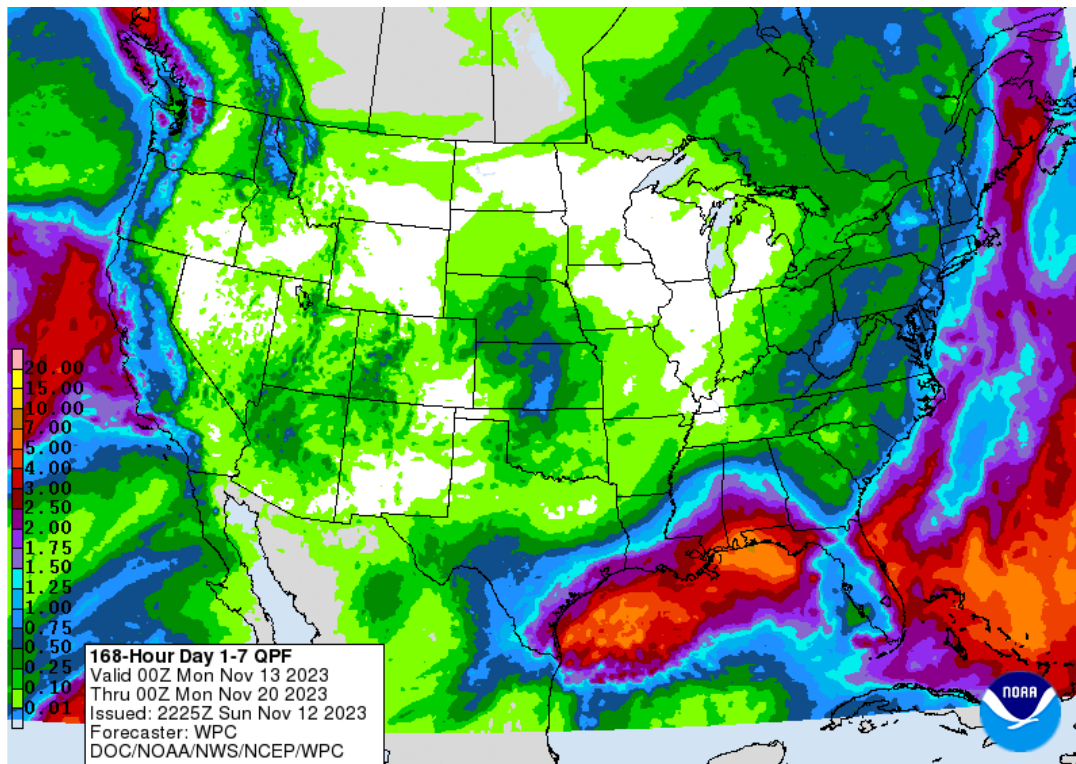 20.00
15.00
10.00
7.00
5.00
4.00
3.00
2.50
2.00
1.75
1.50
1.25
1.00
0.75
0.50
0.25
0.10
0.01
168-Hour Day 1-7 QPF
Valid 00Z Mon Nov 13 2023
Thru 00Z Mon Nov 20 2023
Issued: 2225Z Sun Nov 12 2023
Forecaster: WPC
DOC/NOAA/NWS/NCEP/WPC
NOAA